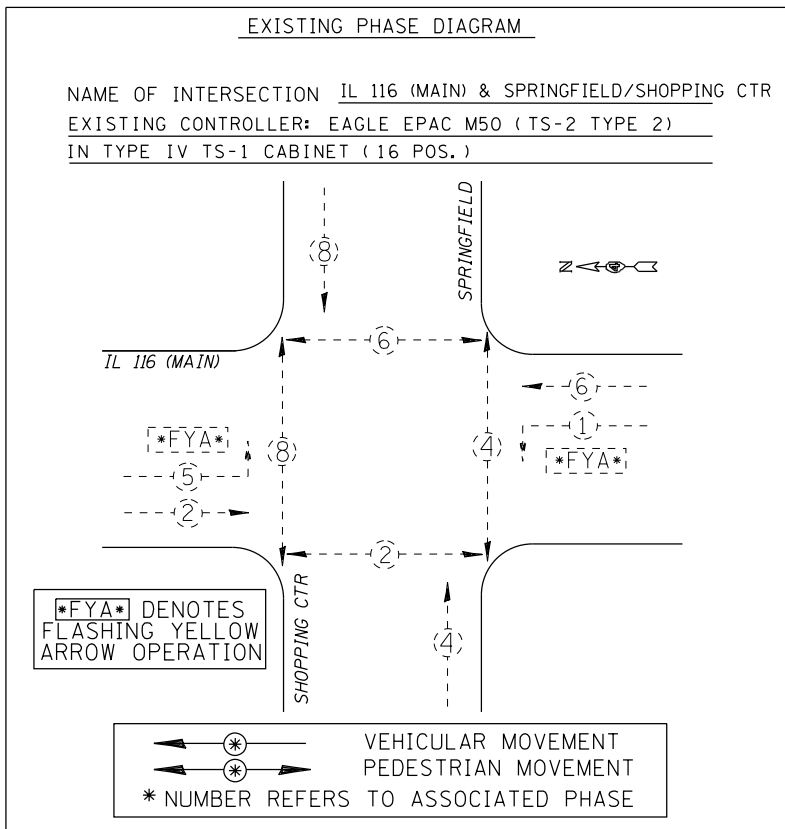 EXISTING PHASE DIAGRAM
NAME OF INTERSECTION IL 116 (MAIN) & SPRINGFIELD/SHOPPING CTR
EXISTING CONTROLLER: EAGLE EPAC M50 (TS-2 TYPE 2)
IN TYPE IV TS-1 CABINET (16 POS.)
8
SPRINGFIELD
N
6
IL 116 (MAIN)
6
*FYA*
8
4
1
*FYA*
5
2
2
*FYA* DENOTES
FLASHING YELLOW
ARROW OPERATION
SHOPPING CTR
4
* VEHICULAR MOVEMENT
* PEDESTRIAN MOVEMENT
* NUMBER REFERS TO ASSOCIATED PHASE